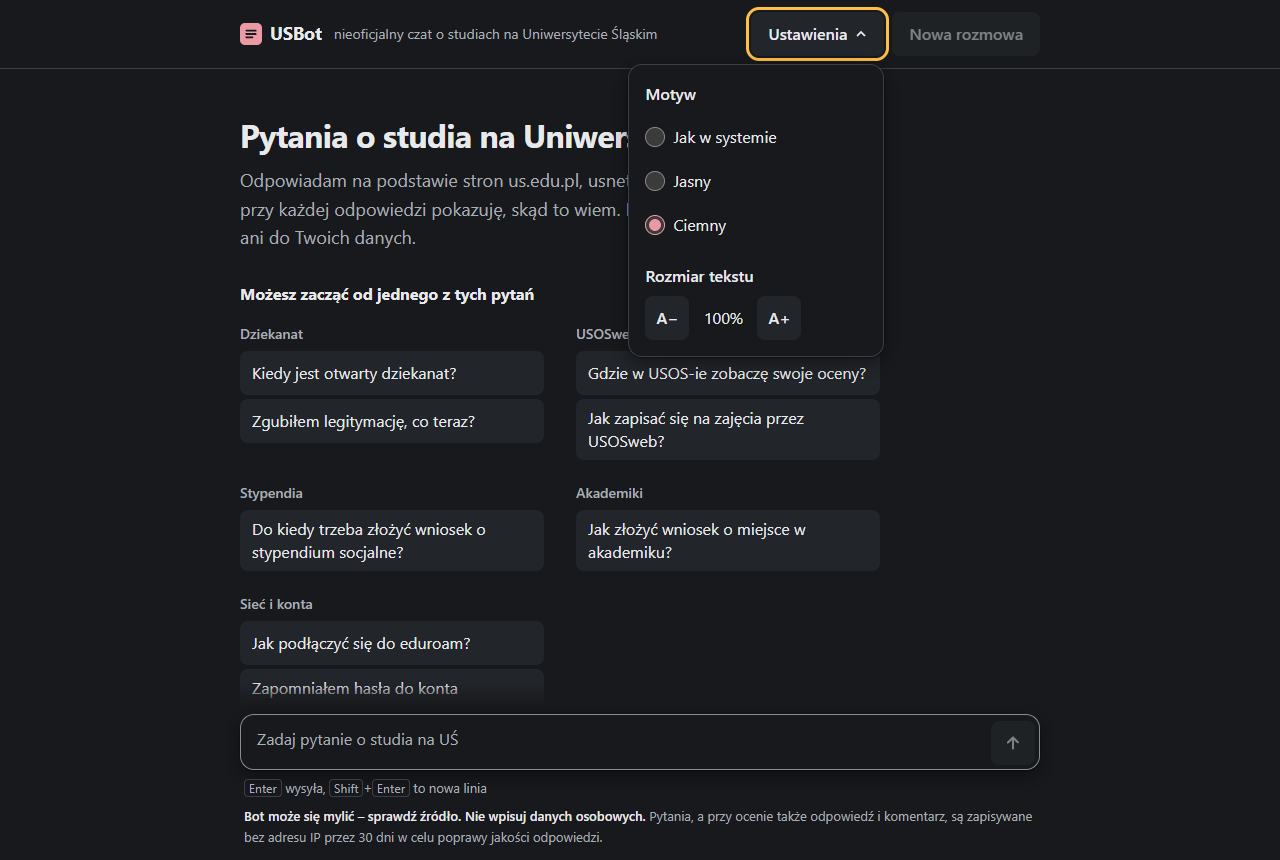 USBot nieoficjalny czat o studiach na Uniwersytecie Śląskim
Ustawienia
Nowa rozmowa
Motyw
Jak w systemie
Jasny
Ciemny
Rozmiar tekstu
A− 100% A+
Pytania o studia na
Odpowiadam na podstawie stron us.edu.pl,
przy każdej odpowiedzi pokazuję, skąd to wiem.
ani do Twoich danych.
Możesz zacząć od jednego z tych pytań
Dziekanat
Kiedy jest otwarty dziekanat?
Zgubiłem legitymację, co teraz?
Gdzie w USOS-ie zobaczę swoje oceny?
Jak zapisać się na zajęcia przez
USOSweb?
Stypendia
Do kiedy trzeba złożyć wniosek o
stypendium socjalne?
Akademiki
Jak złożyć wniosek o miejsce w
akademiku?
Sieć i konta
Jak podłączyć się do eduroam?
Zapomniałem hasła do konta
Zadaj pytanie o studia na UŚ
Enter wysyła, Shift+Enter to nowa linia
Bot może się mylić – sprawdź źródło. Nie wpisuj danych osobowych. Pytania, a przy ocenie także odpowiedź i komentarz, są zapisywane
bez adresu IP przez 30 dni w celu poprawy jakości odpowiedzi.